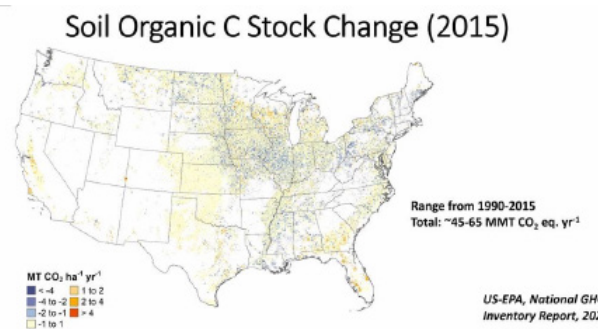 Soil Organic C Stock Change (2015)
Range from 1990-2015
Total: ~45-65 MMT CO₂ eq. yr⁻¹
MT CO₂ ha⁻¹ yr⁻¹
< -4
-4 to -2
-2 to -1
-1 to 1
1 to 2
2 to 4
> 4
US-EPA, National GH
Inventory Report, 20